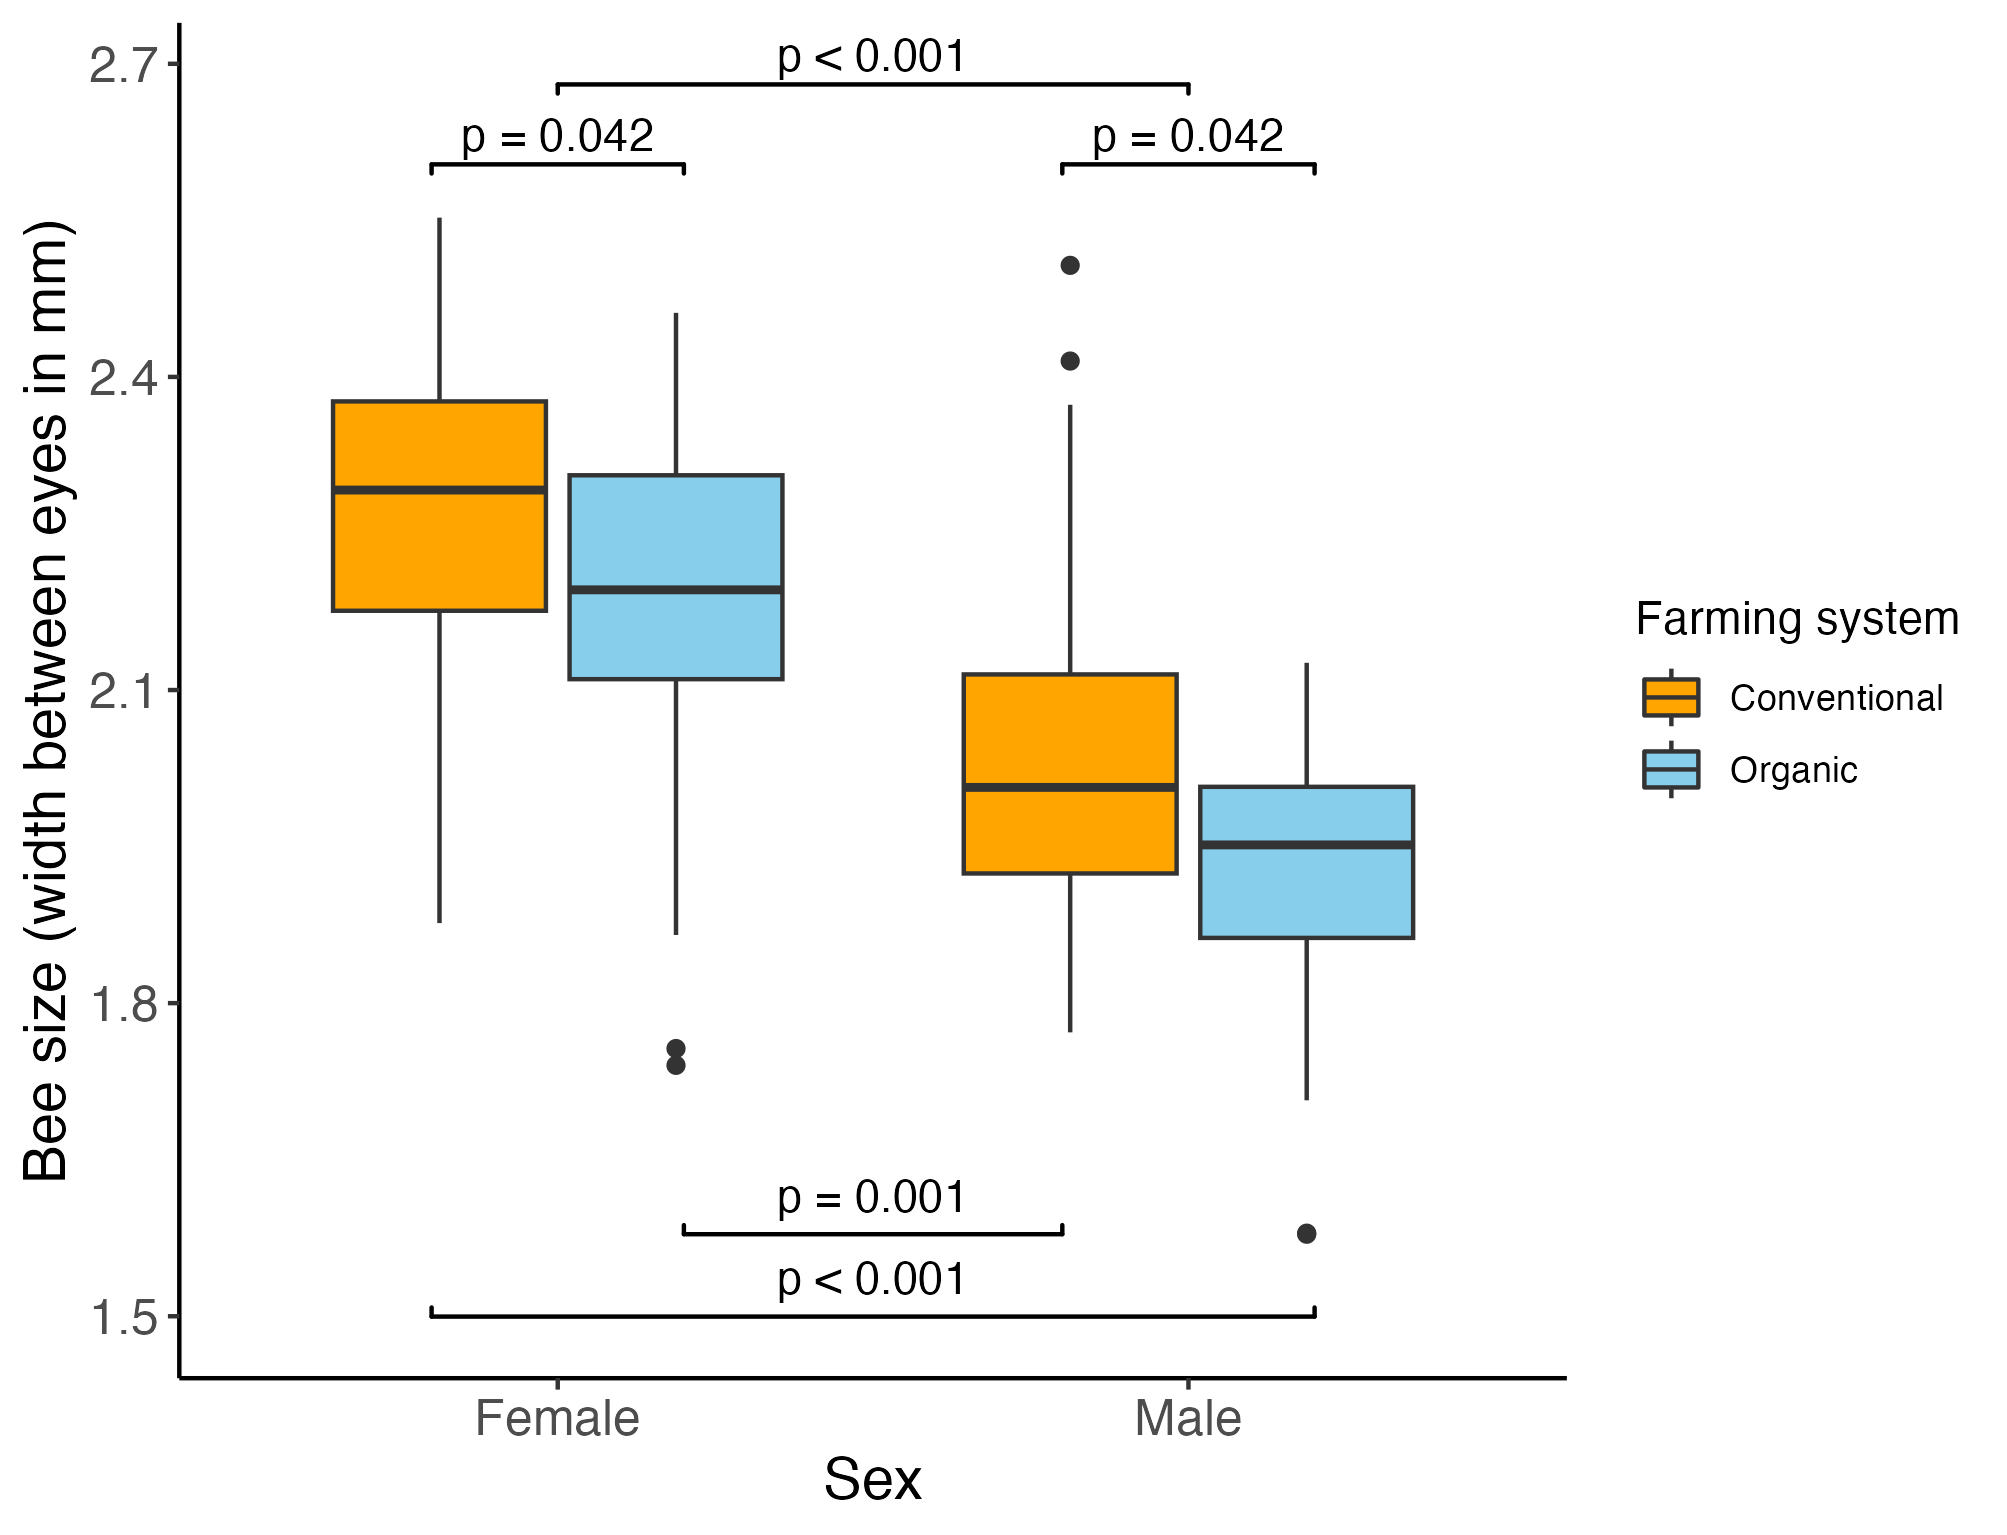 2.7
2.4
2.1
1.8
1.5
Bee size (width between eyes in mm)
p < 0.001
p = 0.042
p = 0.042
p = 0.001
p < 0.001
Female
Male
Sex
Farming system
Conventional
Organic